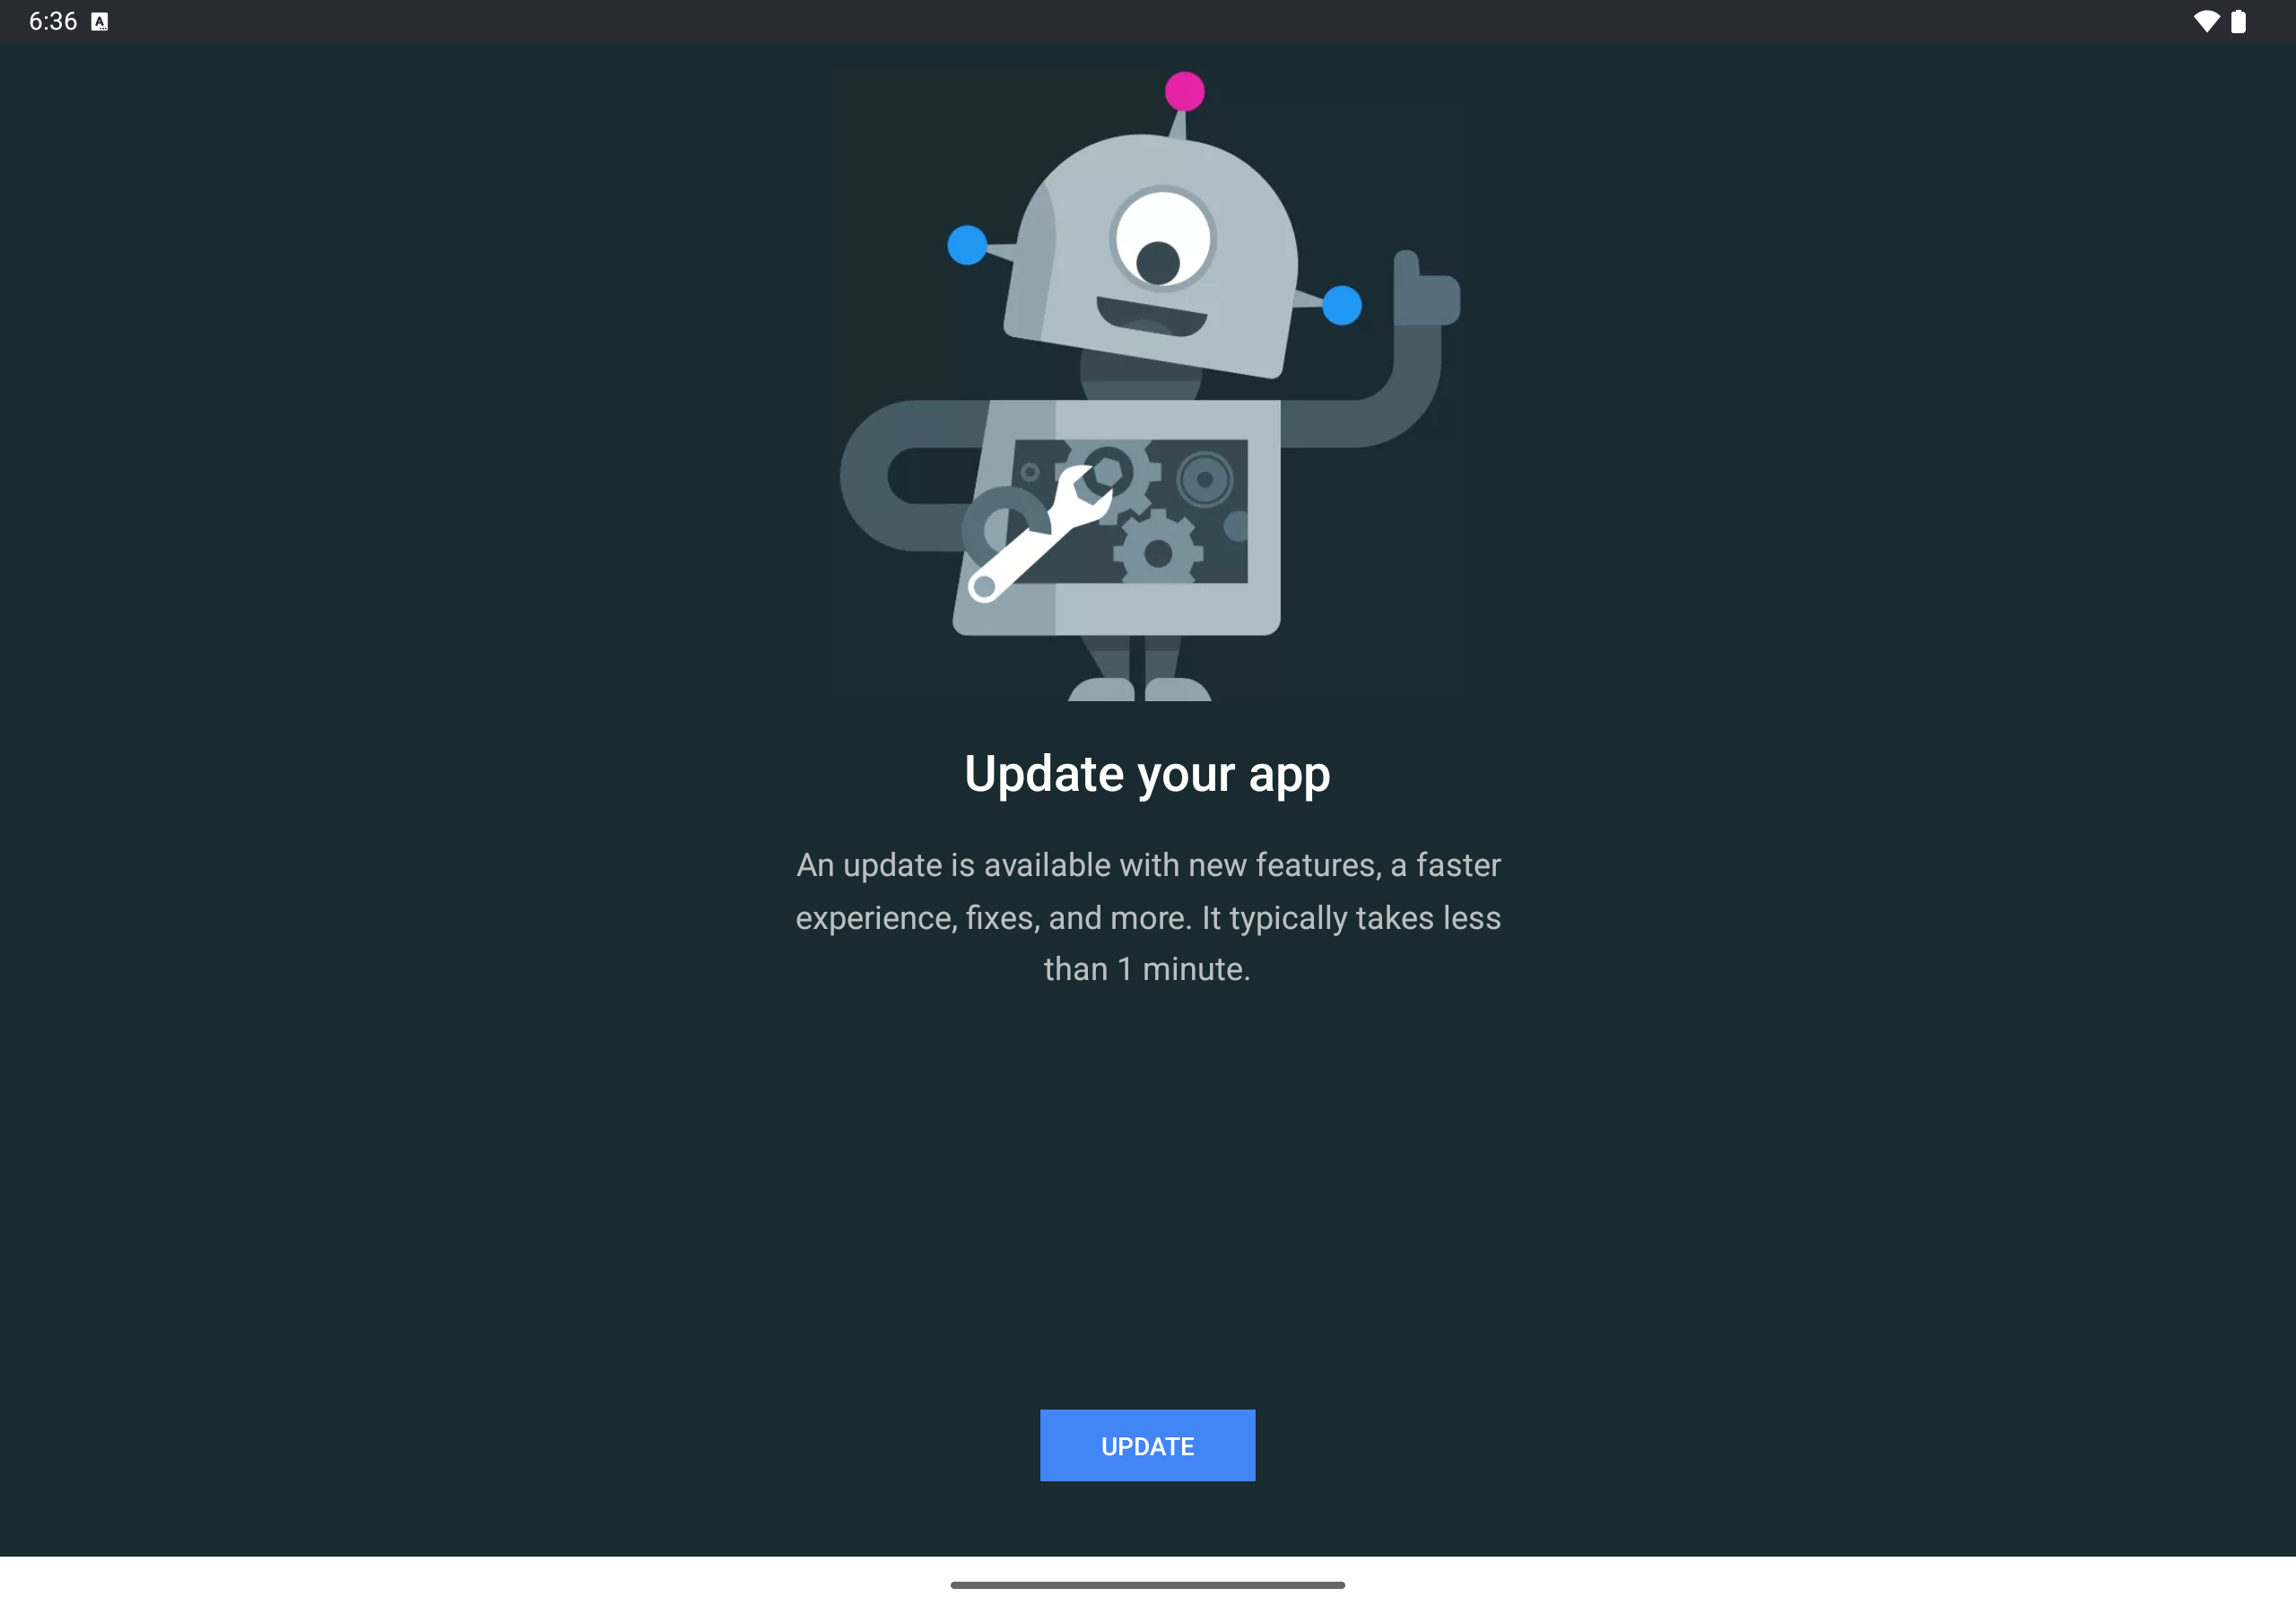 6:36
Update your app
An update is available with new features, a faster
experience, fixes, and more. It typically takes less
than 1 minute.
UPDATE